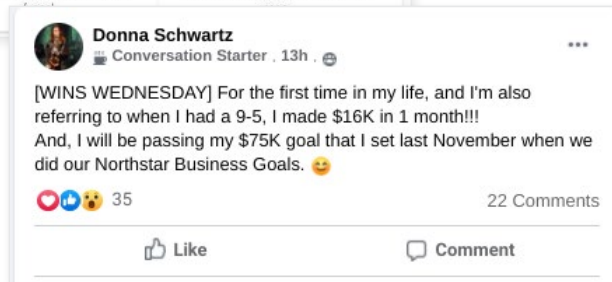 Donna Schwartz
Conversation Starter . 13h .
[WINS WEDNESDAY] For the first time in my life, and I'm also
referring to when I had a 9-5, I made $16K in 1 month!!!
And, I will be passing my $75K goal that I set last November when we
did our Northstar Business Goals. 😊
35
22 Comments
Like
Comment